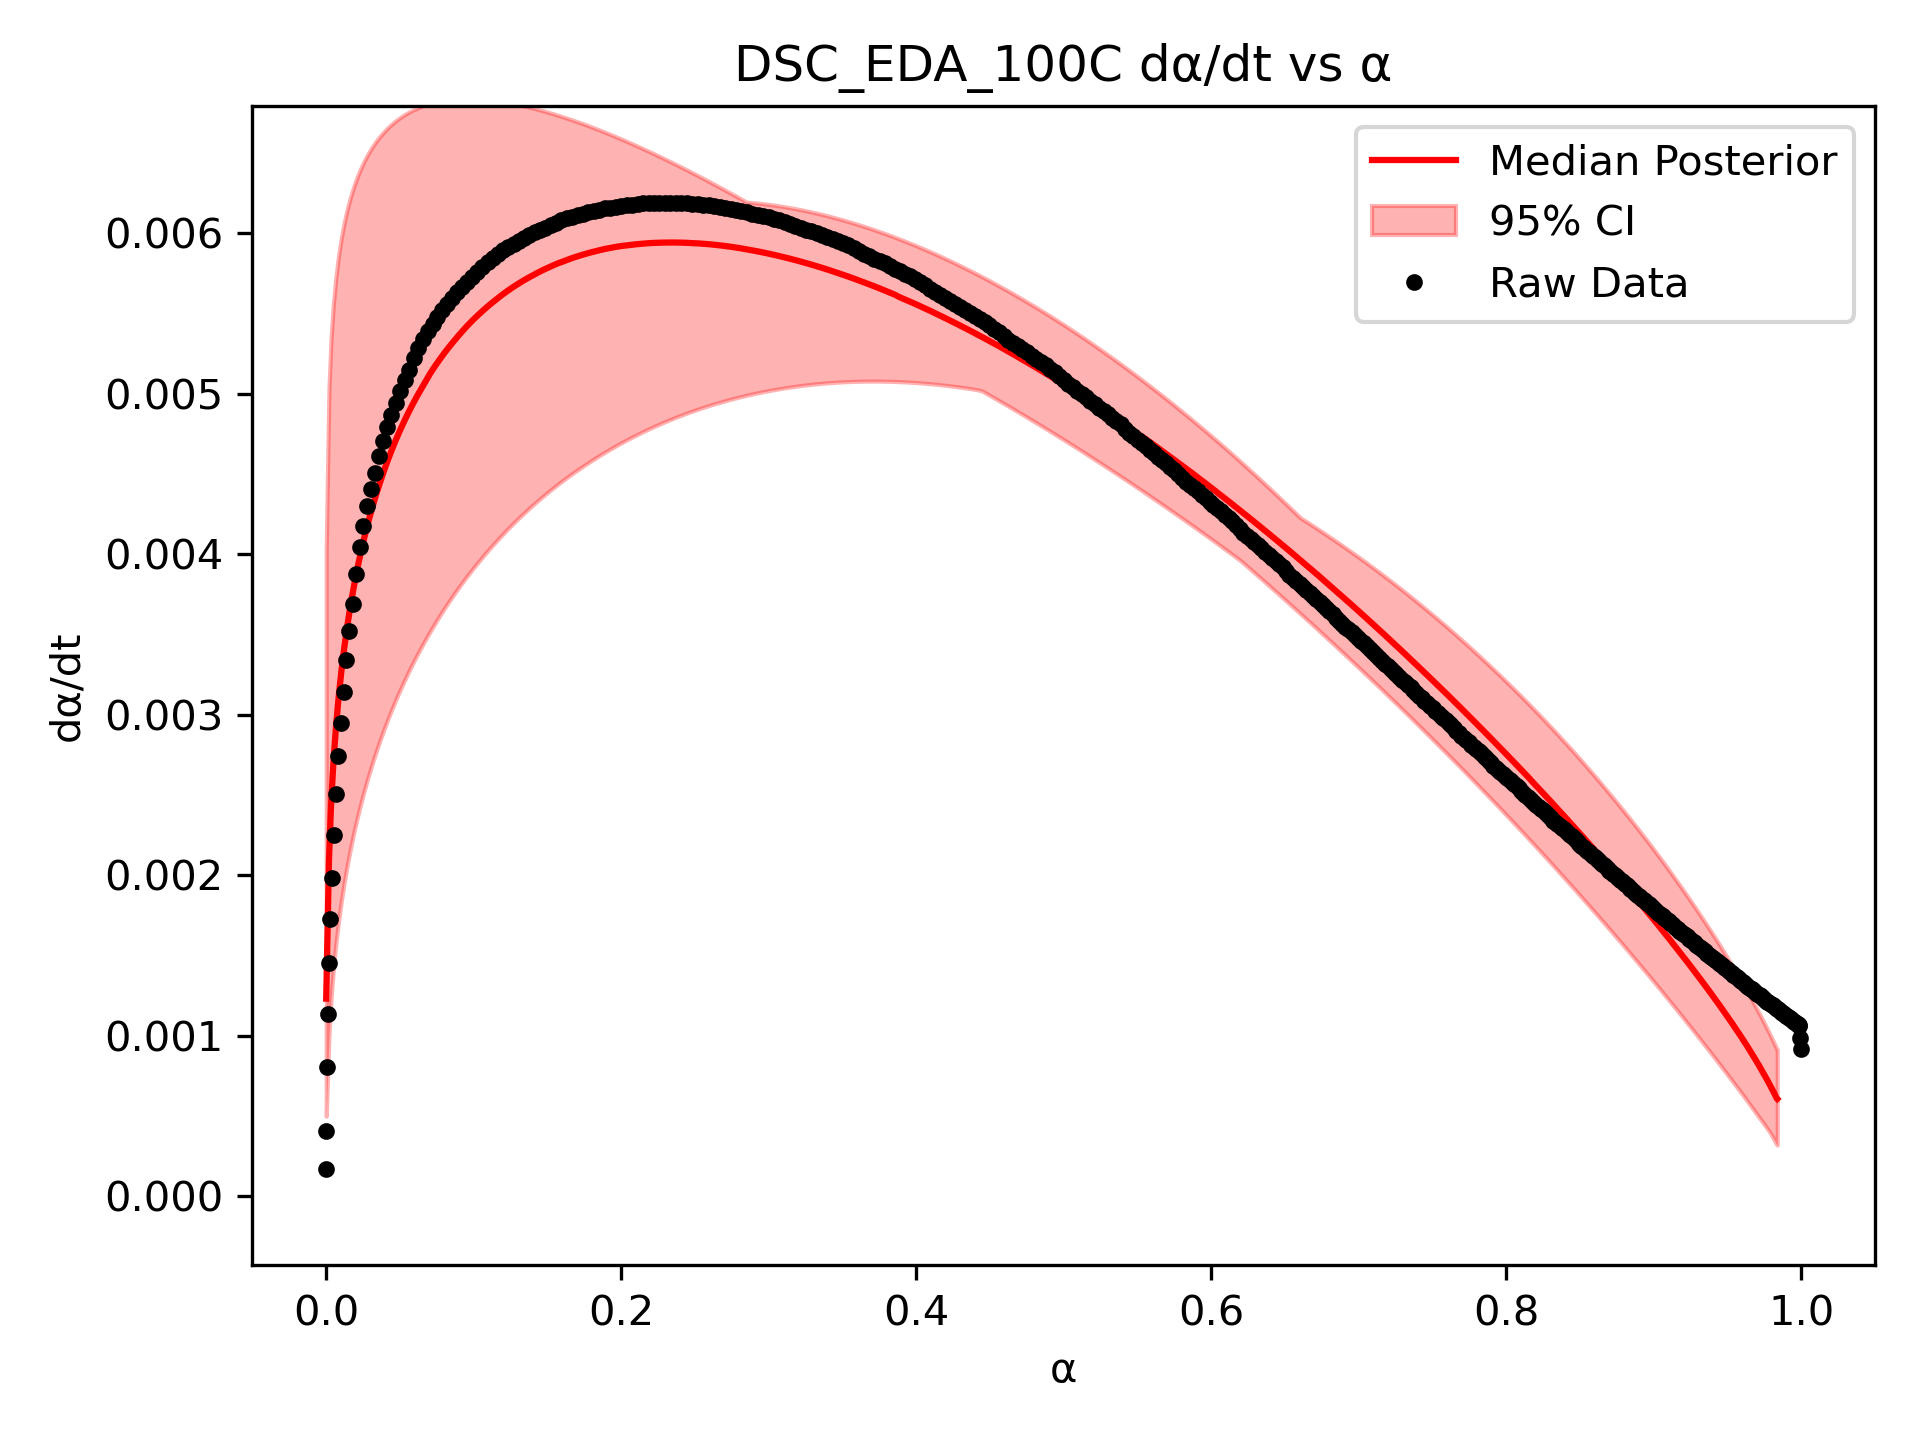 DSC_EDA_100C dα/dt vs α
Median Posterior
95% CI
Raw Data
dα/dt
0.006
0.005
0.004
0.003
0.002
0.001
0.000
0.0 0.2 0.4 0.6 0.8 1.0
α